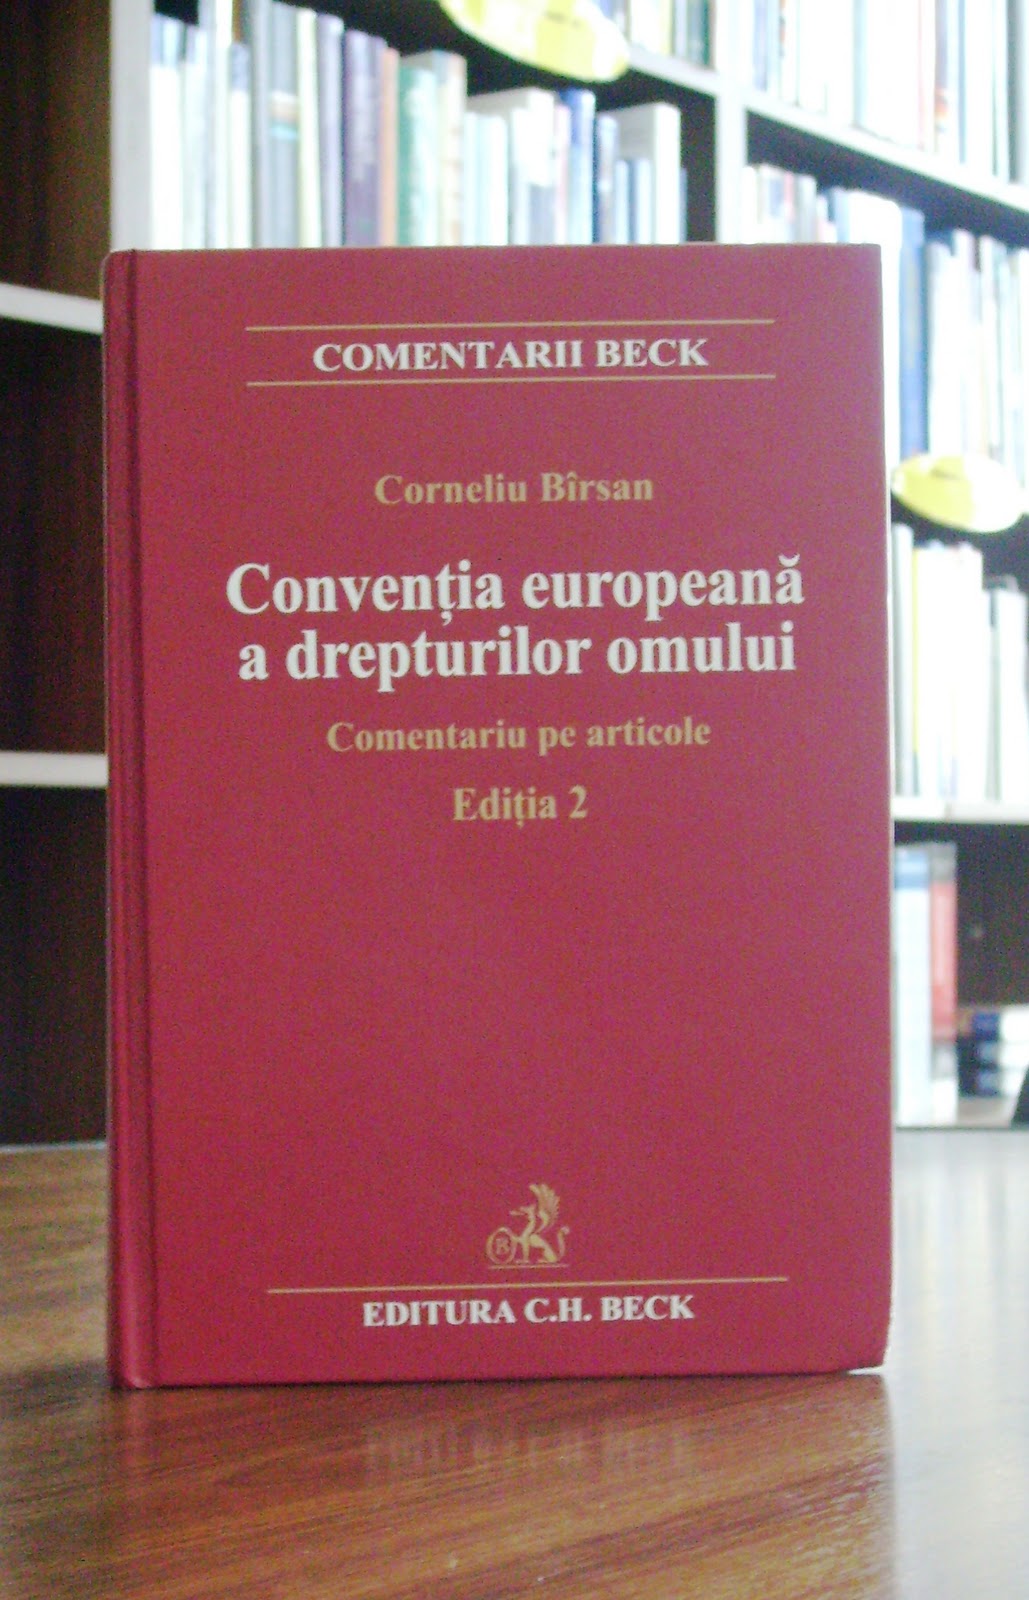 COMENTARII BECK
Corneliu Bîrsan
Convenția europeană
a drepturilor omului
Comentariu pe articole
Ediția 2
EDITURA C.H. BECK